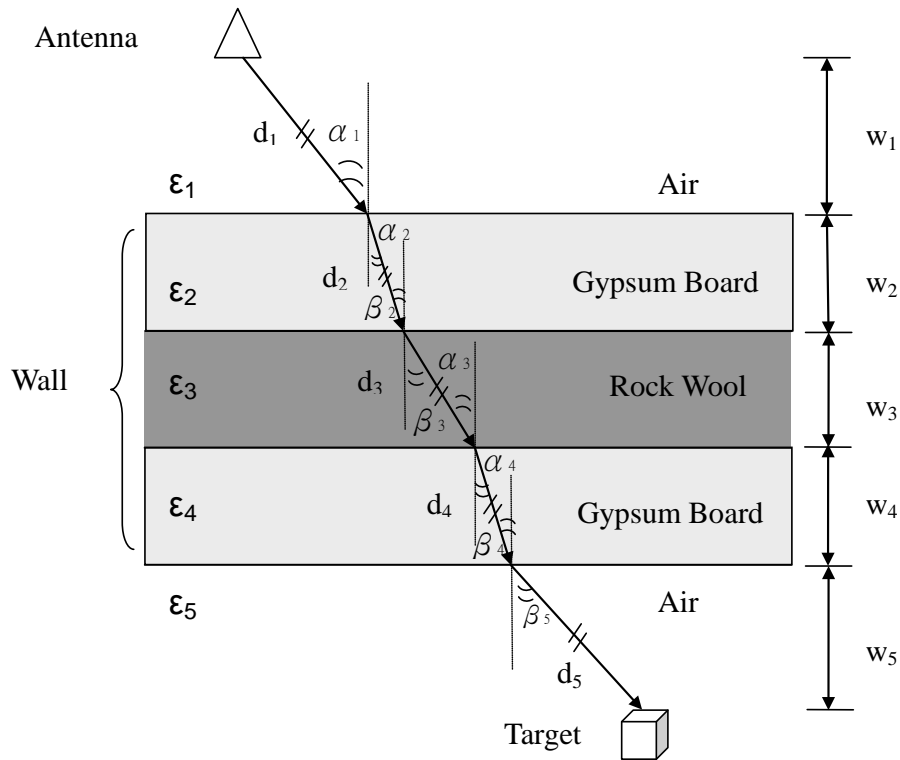 Antenna
d₁
α₁
w₁
ε₁
Air
α₂
ε₂
d₂
β₂
Gypsum Board
w₂
Wall
ε₃
d₃
α₃
β₃
Rock Wool
w₃
ε₄
d₄
α₄
β₄
Gypsum Board
w₄
ε₅
β₅
Air
d₅
w₅
Target